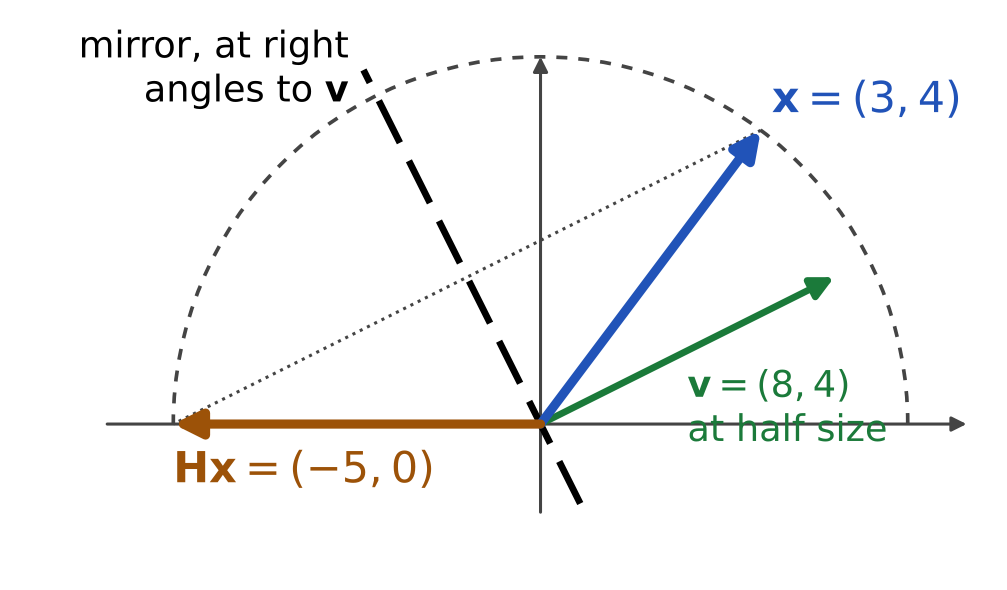 mirror, at right
angles to v
x = (3, 4)
v = (8, 4)
at half size
Hx = (−5, 0)